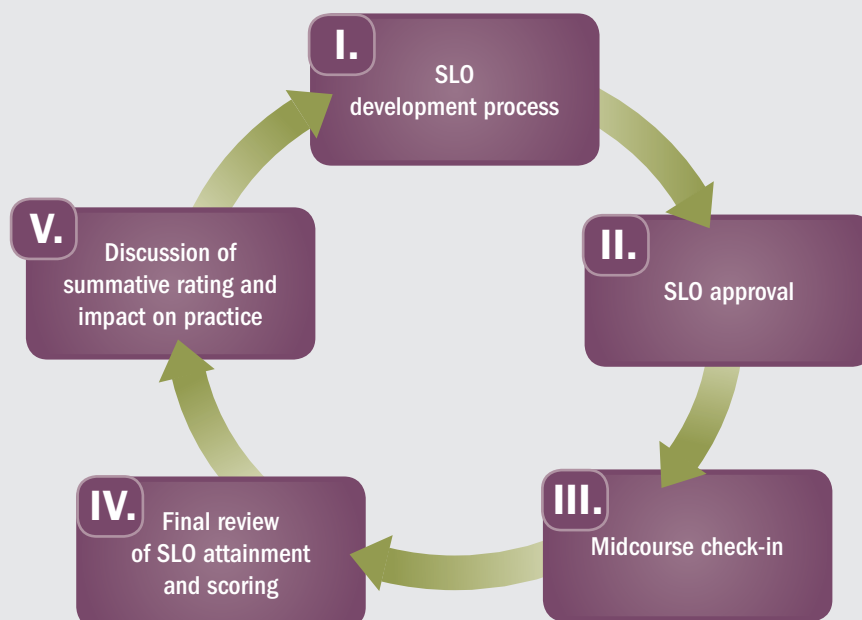 I.
SLO
development process
II.
SLO approval
III.
Midcourse check-in
IV.
Final review
of SLO attainment
and scoring
V.
Discussion of
summative rating and
impact on practice